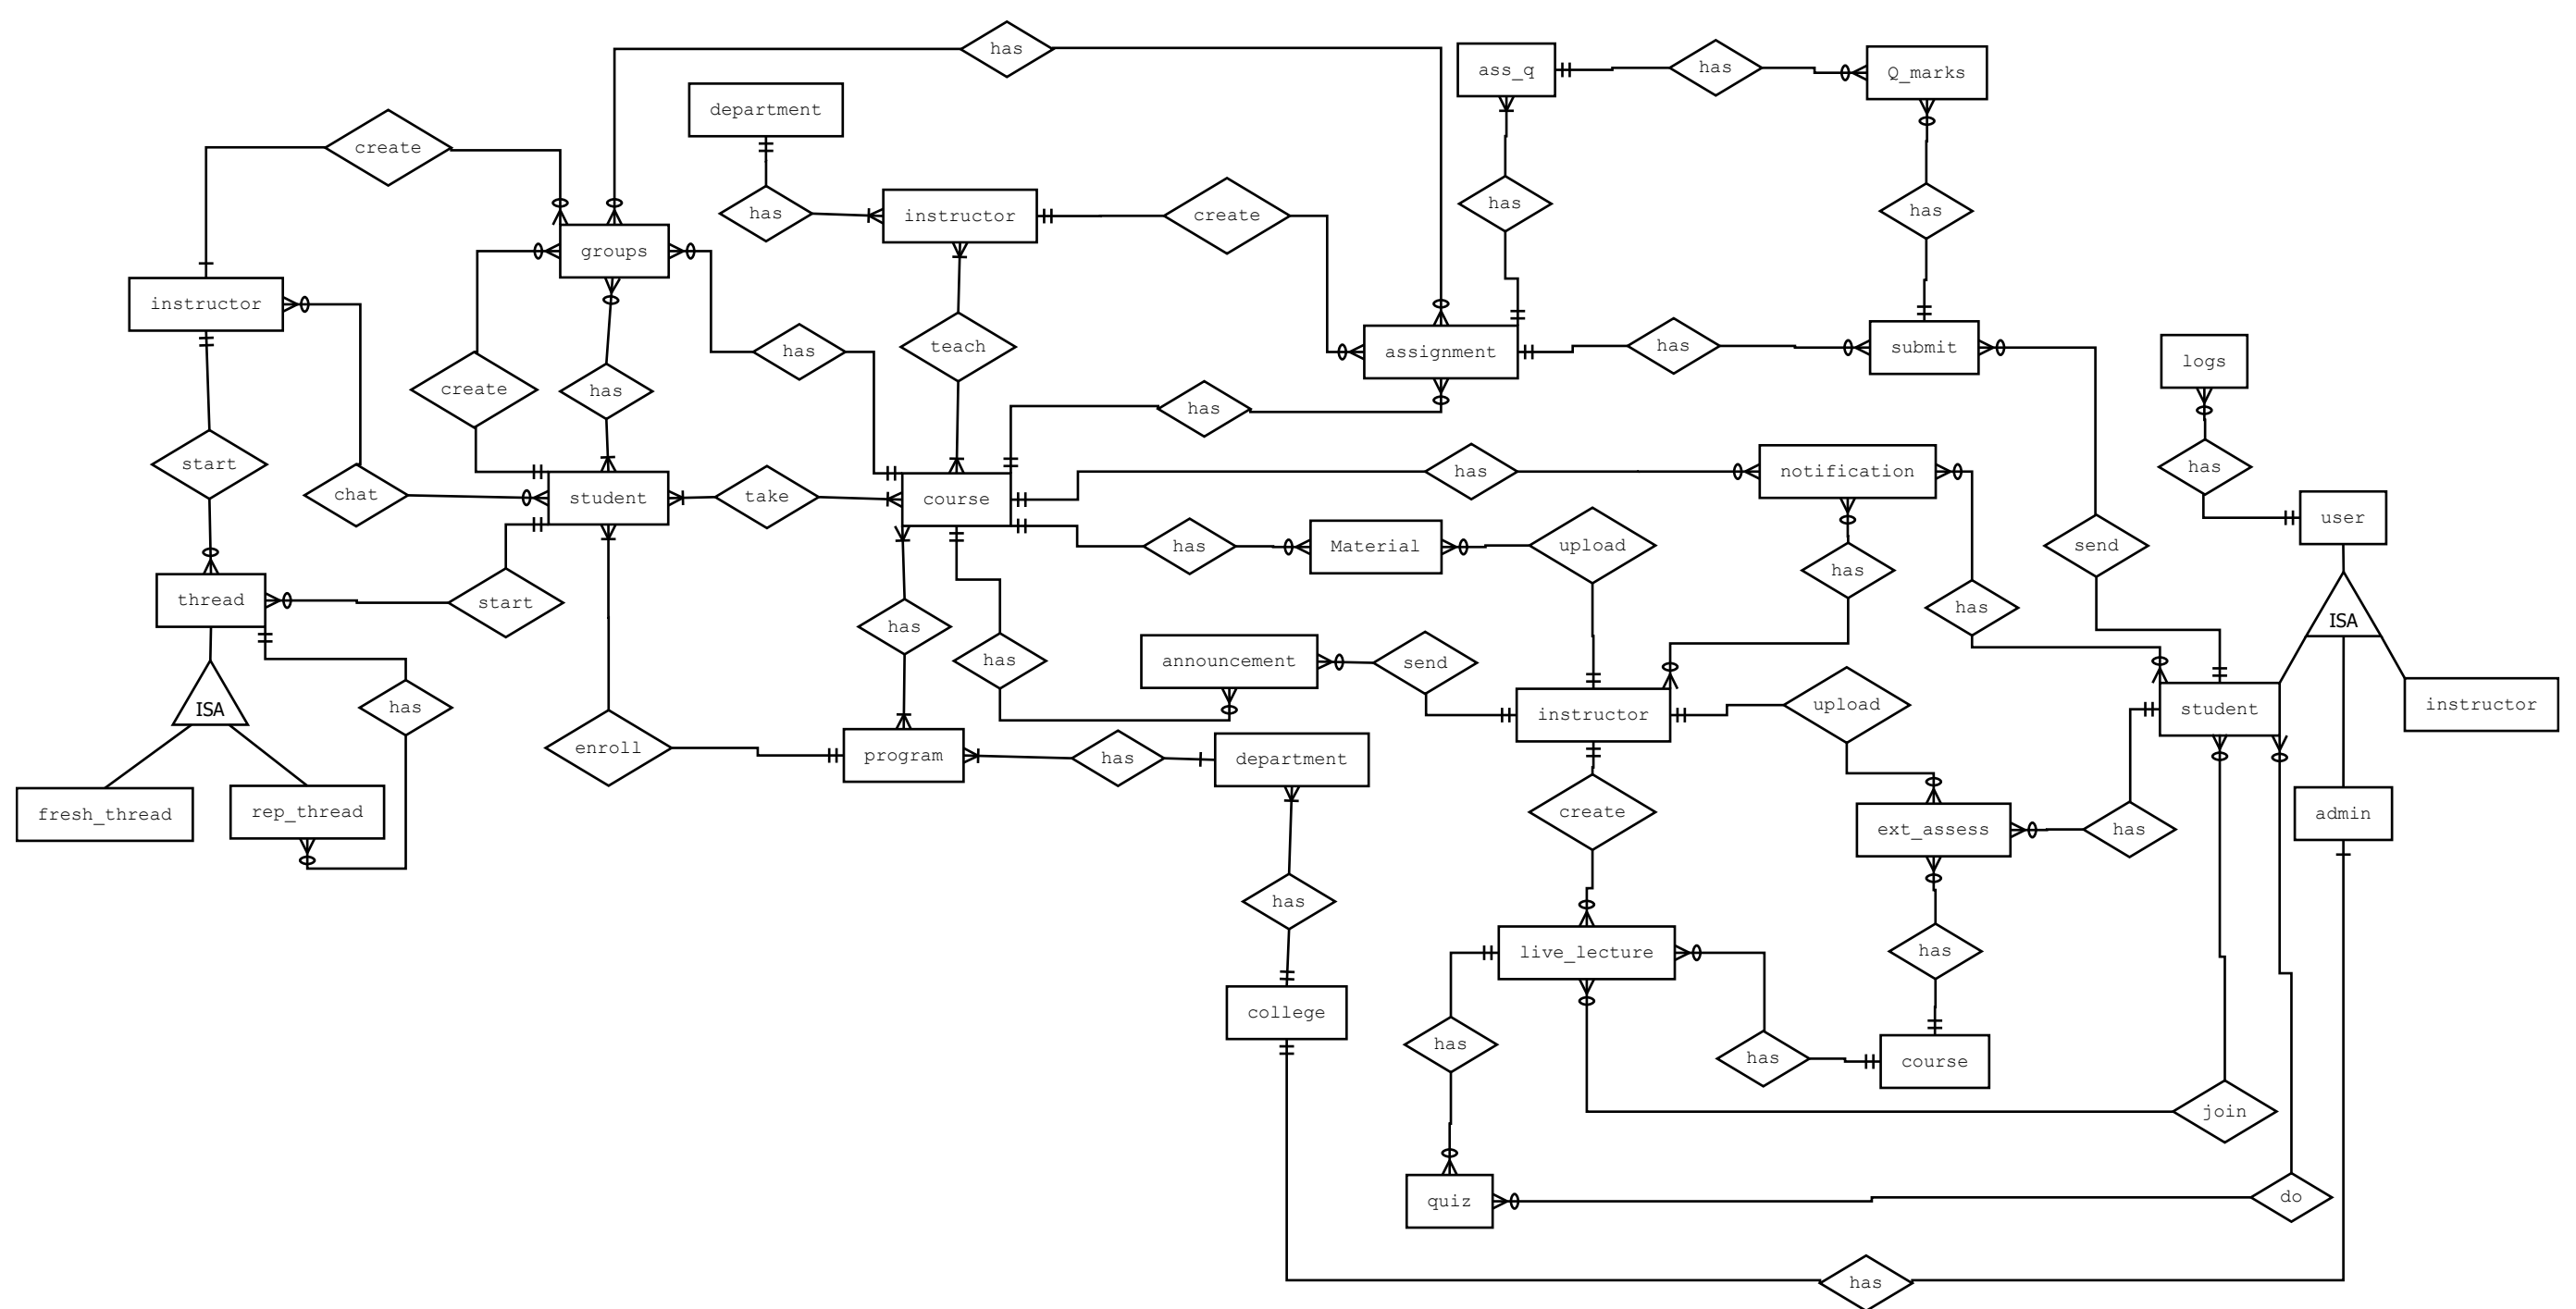 has
ass_q
has
Q_marks
department
create
has
instructor
create
has
has
groups
instructor
has
teach
assignment
has
submit
logs
create
has
has
start
chat
student
take
course
has
notification
has
user
has
Material
upload
send
has
thread
start
has
has
announcement
send
has
ISA
instructor
upload
student
instructor
ISA
has
enroll
program
has
department
fresh_thread
rep_thread
create
ext_assess
has
admin
has
live_lecture
has
college
has
has
course
join
quiz
do
has